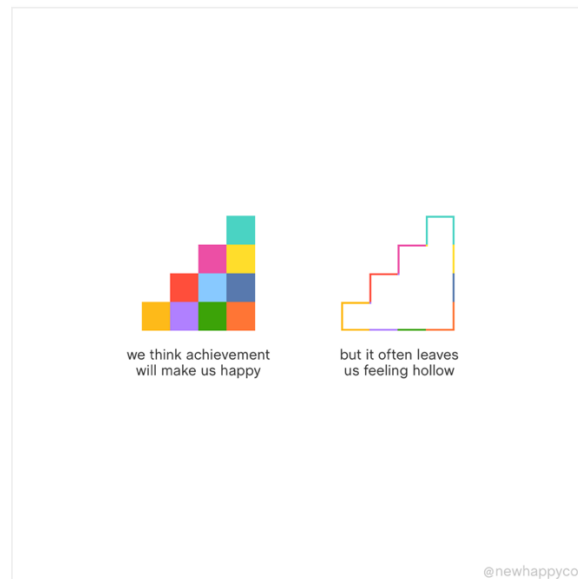 we think achievement
will make us happy
but it often leaves
us feeling hollow
@newhappyco